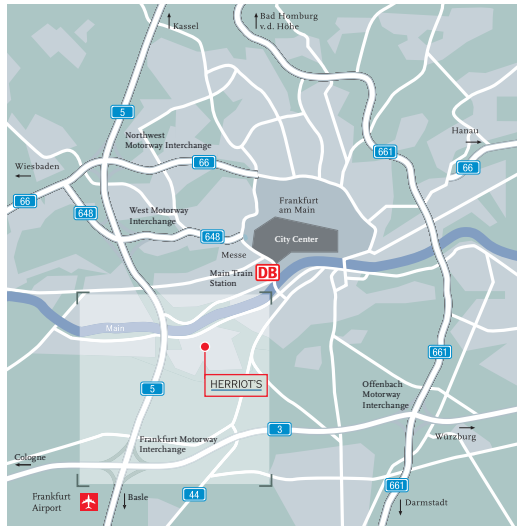 Kassel
Bad Homburg
v.d. Höhe
5
Northwest
Motorway Interchange
661
Hanau
66
66
Wiesbaden
66
648
West Motorway
Interchange
648
Frankfurt
am Main
City Center
Messe
Main Train
Station
DB
Main
661
HERRIOT'S
5
Offenbach
Motorway
Interchange
3
Würzburg
Frankfurt Motorway
Interchange
Cologne
661
44
Frankfurt
Airport
Basle
Darmstadt